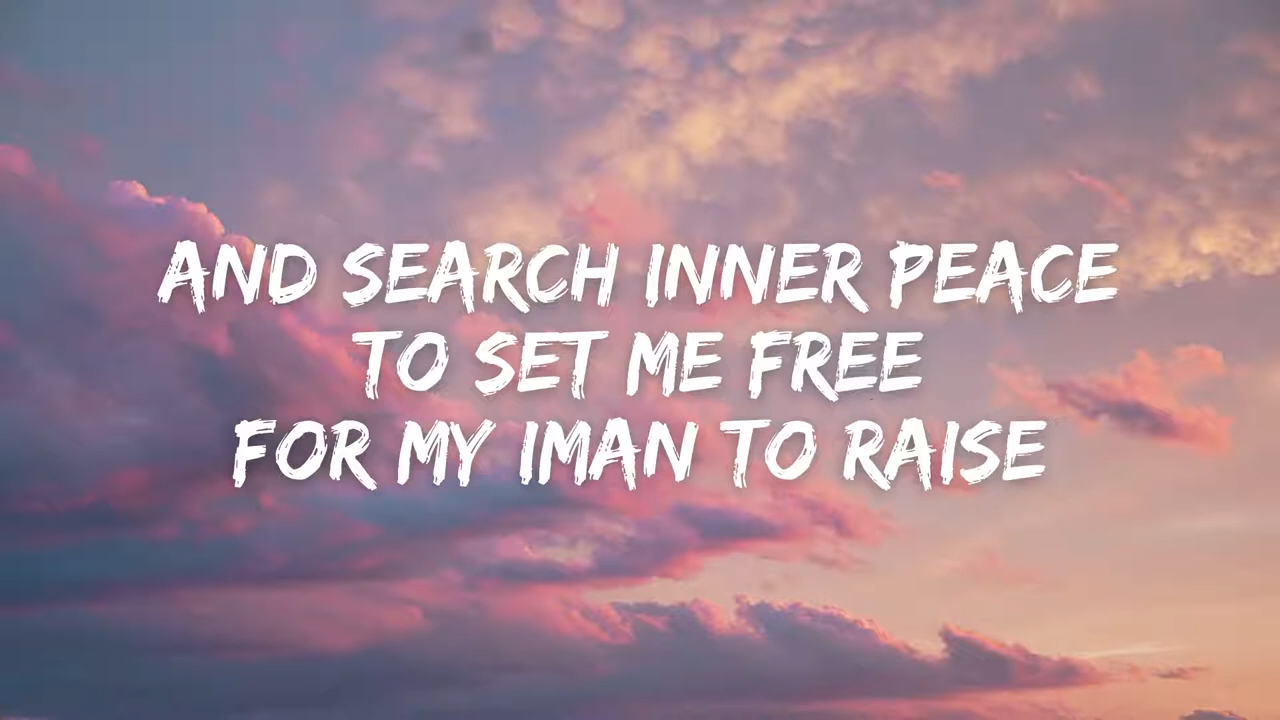 AND SEARCH INNER PEACE
TO SET ME FREE
FOR MY IMAN TO RAISE